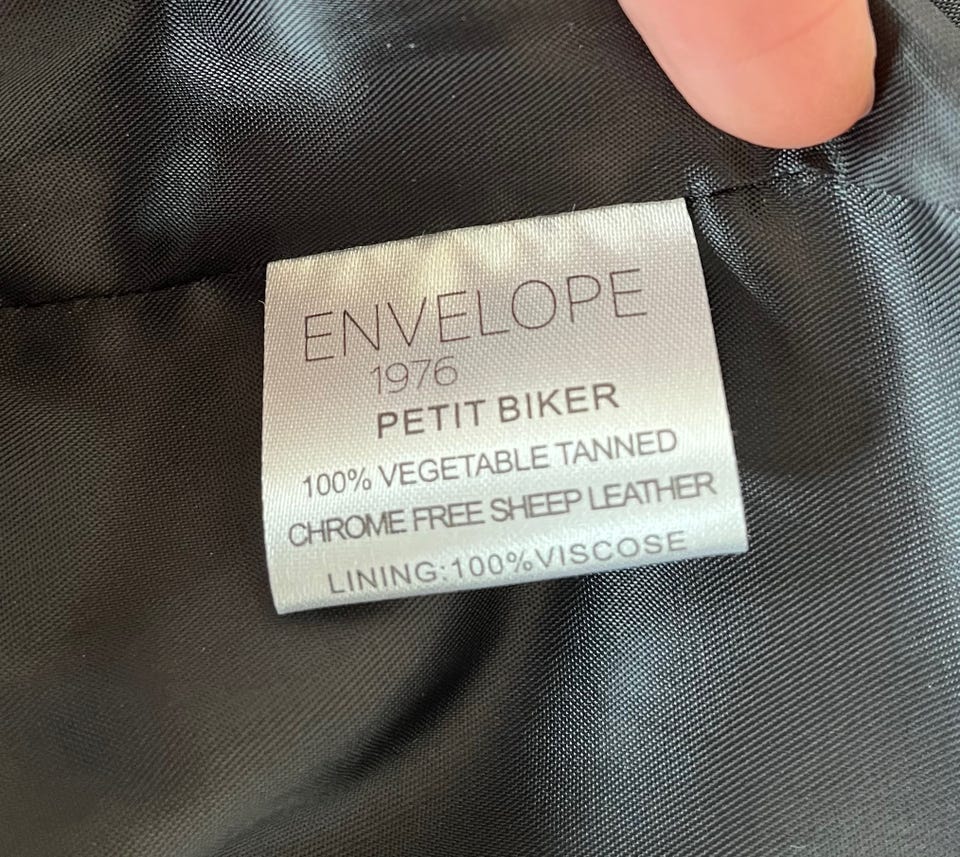 ENVELOPE
1976
PETIT BIKER
100% VEGETABLE TANNED
CHROME FREE SHEEP LEATHER
LINING:100%VISCOSE